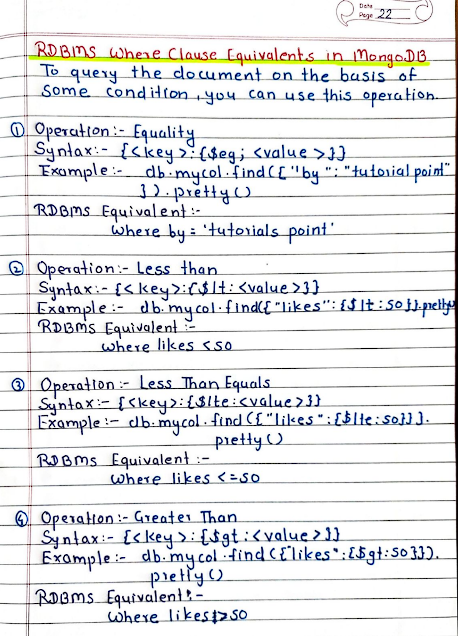 Date
Page 22
RDBMS Where Clause Equivalents in MongoDB
To query the document on the basis of
some condition, you can use this operation.
① Operation:- Equality
Syntax:- {<key>:{$eg; <value>}}
Example:- db.mycol.find({"by":"tutorial point"
}).pretty()
RDBMS Equivalent:-
Where by = 'tutorials point'
② Operation:- Less than
Syntax:- {<key>:{$lt:<value>}}
Example:- db.mycol.find({"likes":{$lt:50}}.pretty
RDBMS Equivalent:-
where likes <50
③ Operation:- Less Than Equals
Syntax:- {<key>:{$lte:<value>}}
Example:- db.mycol.find({"likes":{$lte:50}}).
pretty()
RDBMS Equivalent:-
Where likes <=50
④ Operation:- Greater Than
Syntax:- {<key>:{$gt:<value>}}
Example:- db.mycol.find({"likes":{$gt:50}}).
pretty()
RDBMS Equivalent:-
Where likes >50